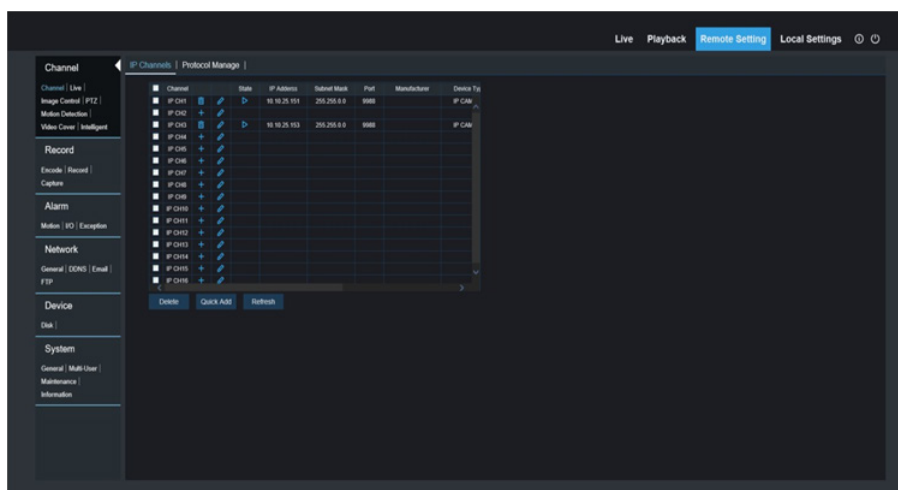 Live Playback Remote Setting Local Settings
Channel
Channel | Live |
Image Control | PTZ |
Motion Detection |
Video Cover | Intelligent
Record
Encode | Record |
Capture
Alarm
Motion | I/O | Exception
Network
General | DDNS | Email |
FTP
Device
Disk |
System
General | Multi-User |
Maintenance |
Information
IP Channels | Protocol Manage |
Channel State IP Address Subnet Mask Port Manufacturer Device Typ
IP CH1 10.10.25.151 255.255.0.0 9988 IP CAM
IP CH2
IP CH3 10.10.25.153 255.255.0.0 9988 IP CAM
IP CH4
IP CH5
IP CH6
IP CH7
IP CH8
IP CH9
IP CH10
IP CH11
IP CH12
IP CH13
IP CH14
IP CH15
IP CH16
Delete Quick Add Refresh